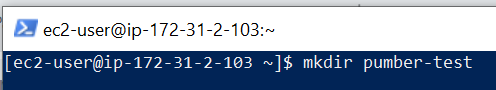 ec2-user@ip-172-31-2-103:~
[ec2-user@ip-172-31-2-103 ~]$ mkdir pumber-test